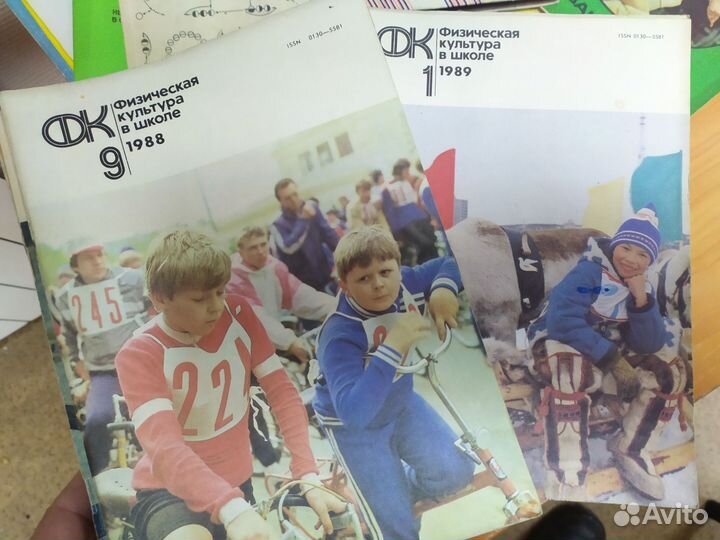 ISSN 0130—5581
ФК Физическая
культура
в школе
9 1988
245
221
ФК Физическая
культура
в школе
1 1989
ISSN 0130—5581
Avito